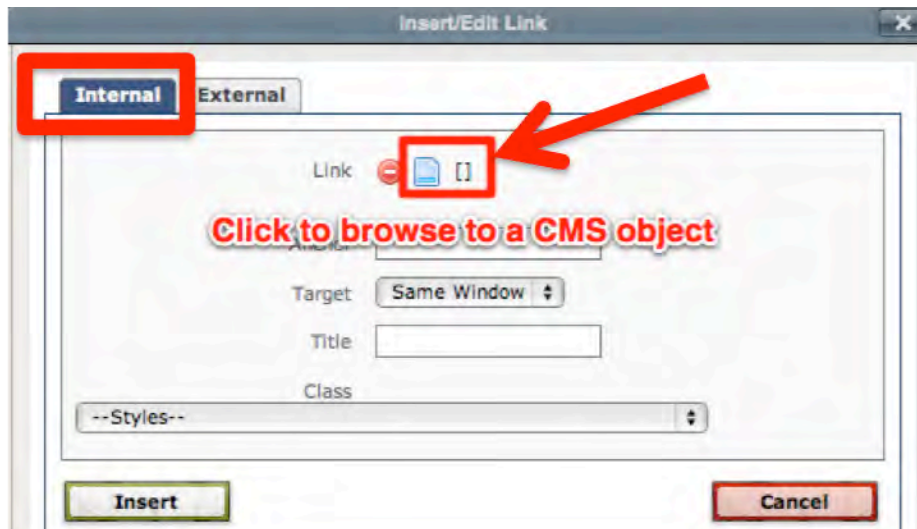 Insert/Edit Link
Internal External
Link []
Click to browse to a CMS object
Target Same Window
Title
Class
--Styles--
Insert Cancel